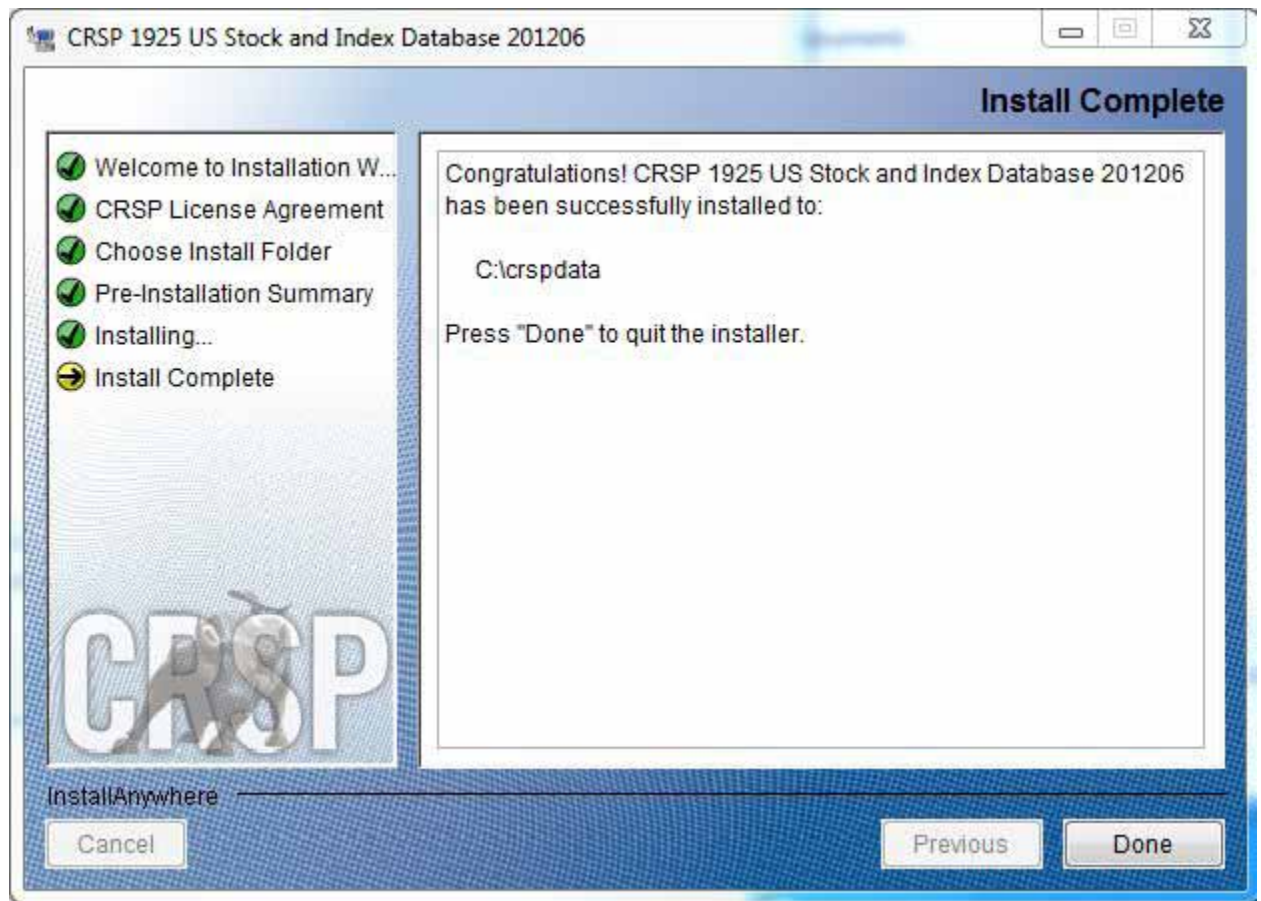 CRSP 1925 US Stock and Index Database 201206
Install Complete
Welcome to Installation W...
CRSP License Agreement
Choose Install Folder
Pre-Installation Summary
Installing...
Install Complete
CRSP
Congratulations! CRSP 1925 US Stock and Index Database 201206
has been successfully installed to:
C:\crspdata
Press "Done" to quit the installer.
InstallAnywhere
Cancel
Previous
Done